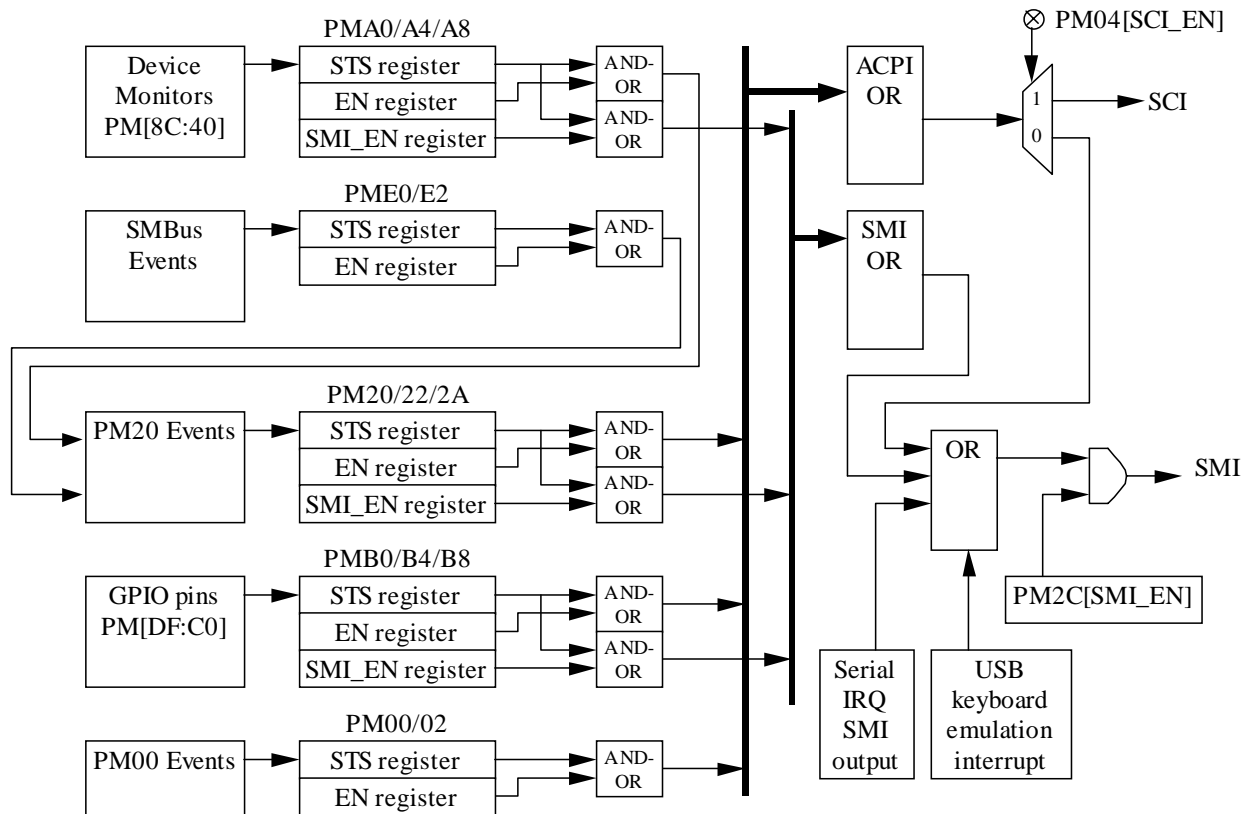 PMA0/A4/A8
Device
Monitors
PM[8C:40]
STS register
EN register
SMI_EN register
AND-
OR
AND-
OR
PME0/E2
SMBus
Events
STS register
EN register
AND-
OR
PM20/22/2A
PM20 Events
STS register
EN register
SMI_EN register
AND-
OR
AND-
OR
PMB0/B4/B8
GPIO pins
PM[DF:C0]
STS register
EN register
SMI_EN register
AND-
OR
AND-
OR
PM00/02
PM00 Events
STS register
EN register
AND-
OR
ACPI
OR
PM04[SCI_EN]
1
0
SCI
SMI
OR
OR
SMI
PM2C[SMI_EN]
Serial
IRQ
SMI
output
USB
keyboard
emulation
interrupt